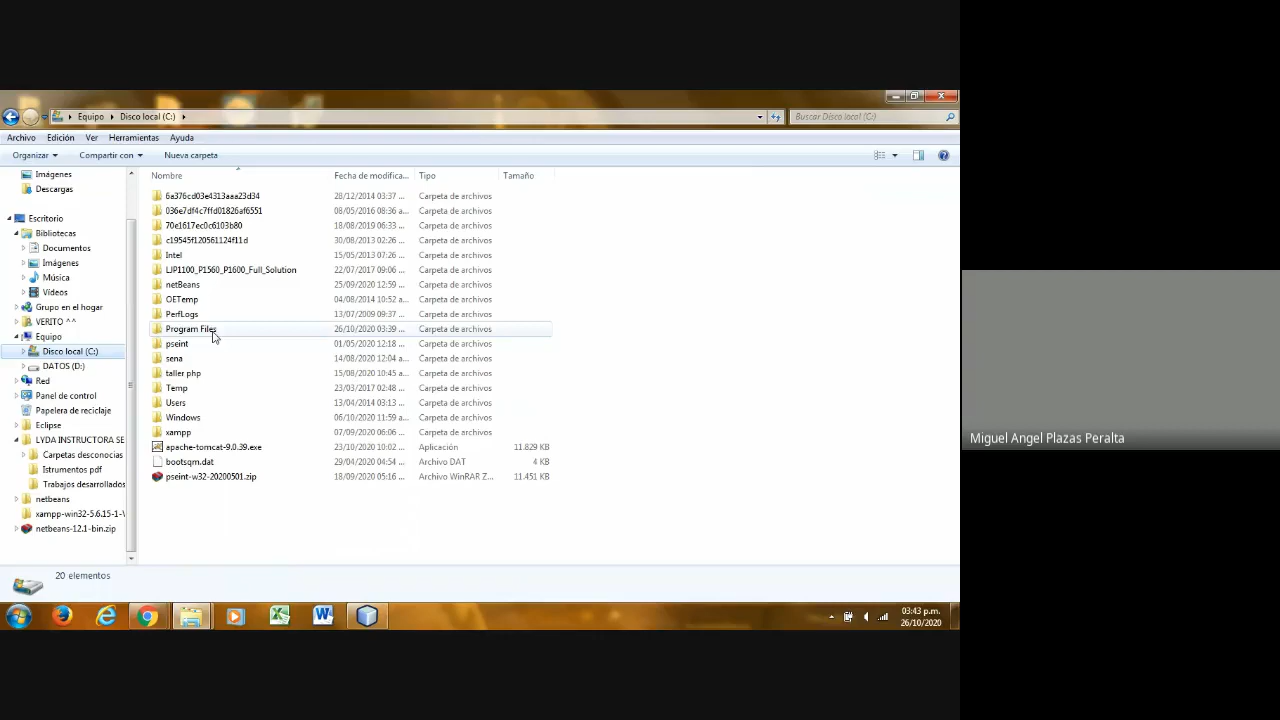 Equipo
Disco local (C:)
Buscar Disco local (C:)
Archivo Edición Ver Herramientas Ayuda
Organizar Compartir con Nueva carpeta
Imágenes
Descargas
Escritorio
Bibliotecas
Documentos
Imágenes
Música
Vídeos
Grupo en el hogar
VERITO ^^
Equipo
Disco local (C:)
DATOS (D:)
Red
Panel de control
Papelera de reciclaje
Eclipse
LYDA INSTRUCTORA SE
Carpetas desconocias
Istrumentos pdf
Trabajos desarrollados
netbeans
xampp-win32-5.6.15-1-V
netbeans-12.1-bin.zip
Nombre Fecha de modifica... Tipo Tamaño
6a376cd03e4313aaa23d34 28/12/2014 03:37 ... Carpeta de archivos
036e7df4c7ffd01826af6551 08/05/2016 08:36 a... Carpeta de archivos
70e1617ec0c6103b80 18/08/2019 06:33 ... Carpeta de archivos
c19545f120561124f11d 30/08/2013 02:26 ... Carpeta de archivos
Intel 15/05/2013 07:26 ... Carpeta de archivos
LJP1100_P1560_P1600_Full_Solution 22/07/2017 09:06 ... Carpeta de archivos
netBeans 25/09/2020 12:59 ... Carpeta de archivos
OETemp 04/08/2014 10:52 a... Carpeta de archivos
PerfLogs 13/07/2009 09:37 ... Carpeta de archivos
Program Files 26/10/2020 03:39 ... Carpeta de archivos
pseint 01/05/2020 12:18 ... Carpeta de archivos
sena 14/08/2020 12:04 a... Carpeta de archivos
taller php 15/08/2020 10:45 a... Carpeta de archivos
Temp 23/03/2017 02:48 ... Carpeta de archivos
Users 13/04/2014 03:13 ... Carpeta de archivos
Windows 06/10/2020 11:59 a... Carpeta de archivos
xampp 07/09/2020 06:06 ... Carpeta de archivos
apache-tomcat-9.0.39.exe 23/10/2020 10:02 ... Aplicación 11.829 KB
bootsqm.dat 29/04/2020 04:54 ... Archivo DAT 4 KB
pseint-w32-20200501.zip 18/09/2020 05:16 ... Archivo WinRAR Z... 11.451 KB
20 elementos
03:43 p.m.
26/10/2020
Miguel Angel Plazas Peralta